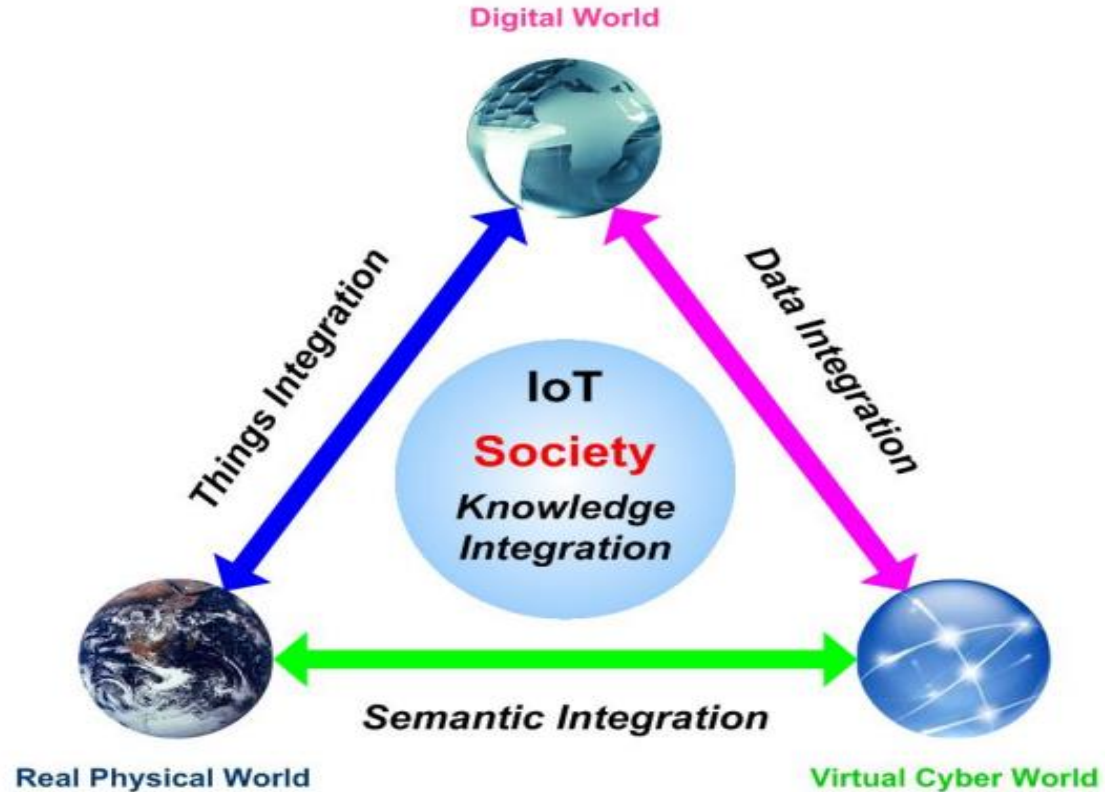 Digital World
Things Integration
Data Integration
IoT
Society
Knowledge
Integration
Semantic Integration
Real Physical World
Virtual Cyber World